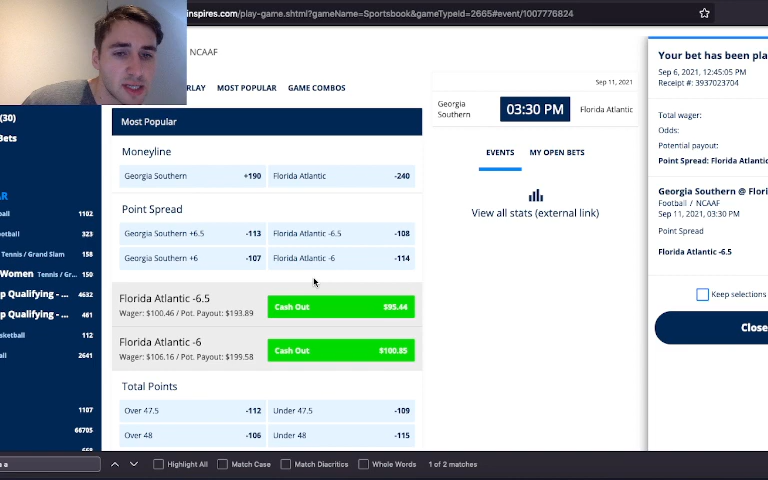 inspires.com/play-game.shtml?gameName=Sportsbook&gameTypeId=2665#event/1007776824
NCAAF
RLAY MOST POPULAR GAME COMBOS
(30)
Bets
Most Popular
Moneyline
Georgia Southern +190 Florida Atlantic -240
Point Spread
Georgia Southern +6.5 -113 Florida Atlantic -6.5 -108
Georgia Southern +6 -107 Florida Atlantic -6 -114
Florida Atlantic -6.5
Wager: $100.46 / Pot. Payout: $193.89
Cash Out $95.44
Florida Atlantic -6
Wager: $106.16 / Pot. Payout: $199.58
Cash Out $100.85
Total Points
Over 47.5 -112 Under 47.5 -109
Over 48 -106 Under 48 -115
R
ball 1102
ootball 323
Tennis / Grand Slam 158
Women Tennis / Gr... 150
p Qualifying - ... 4632
p Qualifying - ... 461
sketball 112
all 2641
1107
66705
Sep 11, 2021
Georgia
Southern
03:30 PM
Florida Atlantic
EVENTS MY OPEN BETS
View all stats (external link)
Your bet has been pla
Sep 6, 2021, 12:45:05 PM
Receipt #: 3937023704
Total wager:
Odds:
Potential payout:
Point Spread: Florida Atlantic
Georgia Southern @ Flori
Football / NCAAF
Sep 11, 2021, 03:30 PM
Point Spread
Florida Atlantic -6.5
Keep selections
Close
e a
Highlight All Match Case Match Diacritics Whole Words 1 of 2 matches